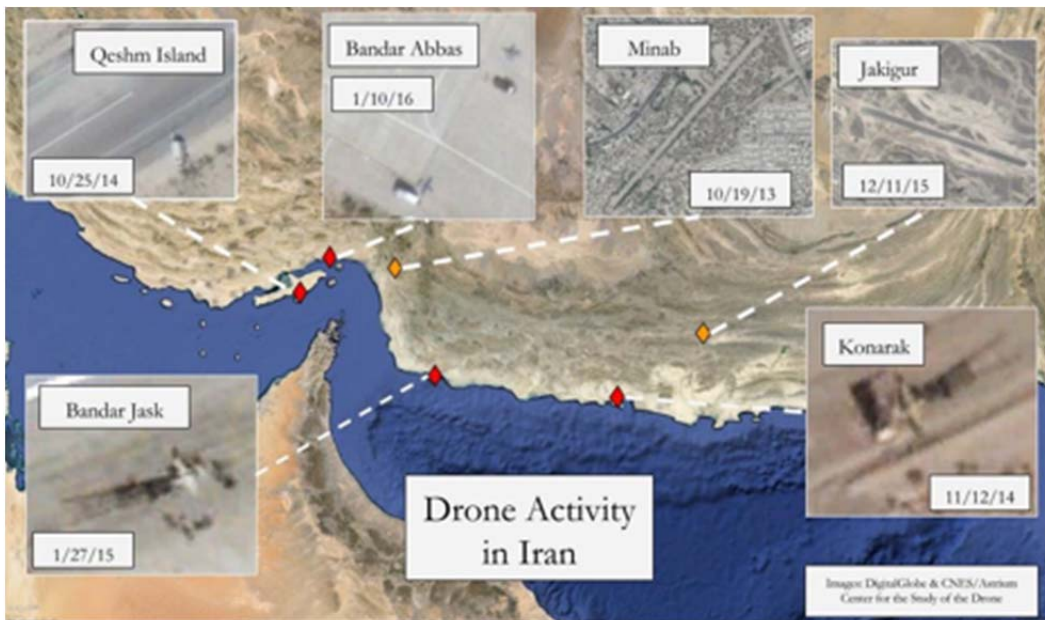 Qeshm Island
10/25/14
Bandar Abbas
1/10/16
Minab
10/19/13
Jakigur
12/11/15
Konarak
11/12/14
Bandar Jask
1/27/15
Drone Activity
in Iran
Images: DigitalGlobe & CNES/Astrium
Center for the Study of the Drone